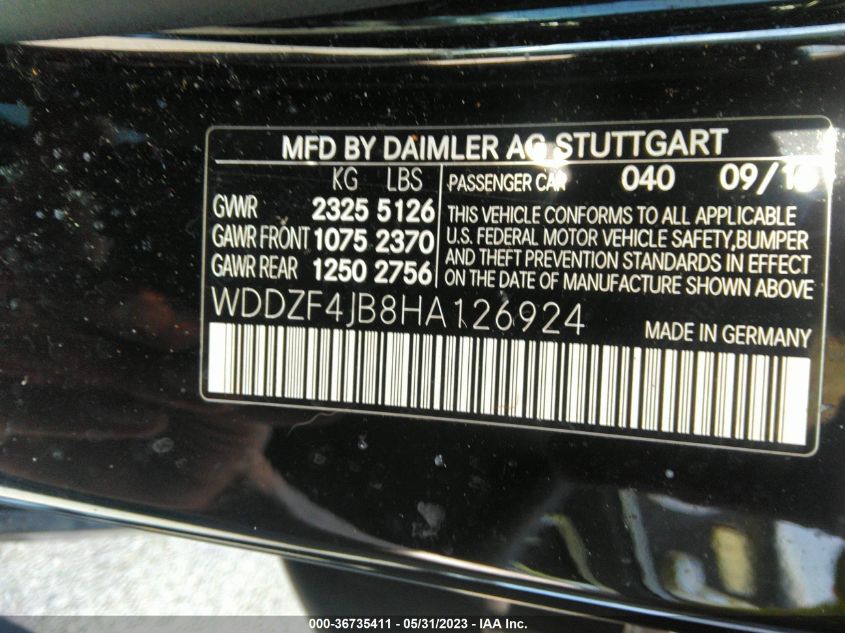 MFD BY DAIMLER AG STUTTGART
KG LBS
GVWR 2325 5126
GAWR FRONT 1075 2370
GAWR REAR 1250 2756
PASSENGER CAR 040
THIS VEHICLE CONFORMS TO ALL APPLICABLE
U.S. FEDERAL MOTOR VEHICLE SAFETY,BUMPER
AND THEFT PREVENTION STANDARDS IN EFFECT
ON THE DATE OF MANUFACTURE SHOWN ABOVE
WDDZF4JB8HA126924
MADE IN GERMANY
000-36735411 - 05/31/2023 - IAA Inc.